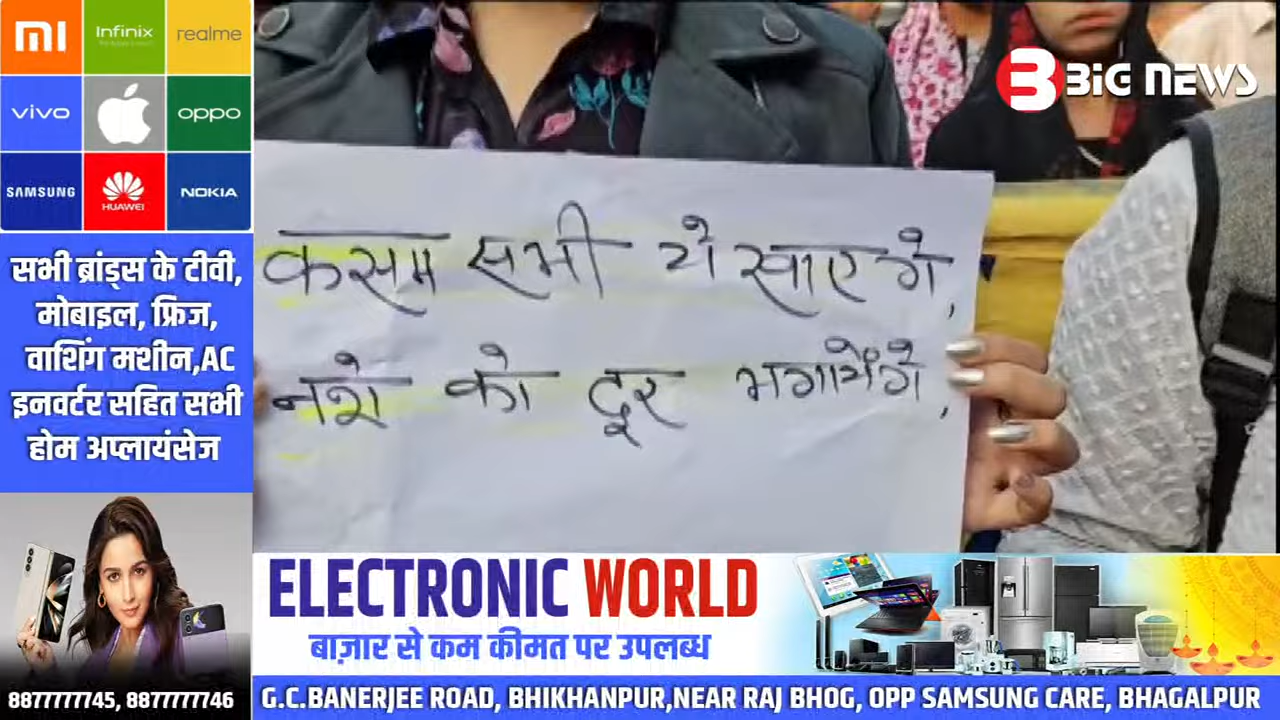 mi
Infinix
realme
vivo
oppo
SAMSUNG
HUAWEI
NOKIA
सभी ब्रांड्स के टीवी,
मोबाइल, फ्रिज,
वाशिंग मशीन,AC
इनवर्टर सहित सभी
होम अप्लायंसेज
8877777745, 8877777746
3 BiG NEWS
कसम सभी ये खाएगे,
नशे को दूर भगायेंगे,
ELECTRONIC WORLD
बाज़ार से कम कीमत पर उपलब्ध
G.C.BANERJEE ROAD, BHIKHANPUR,NEAR RAJ BHOG, OPP SAMSUNG CARE, BHAGALPUR